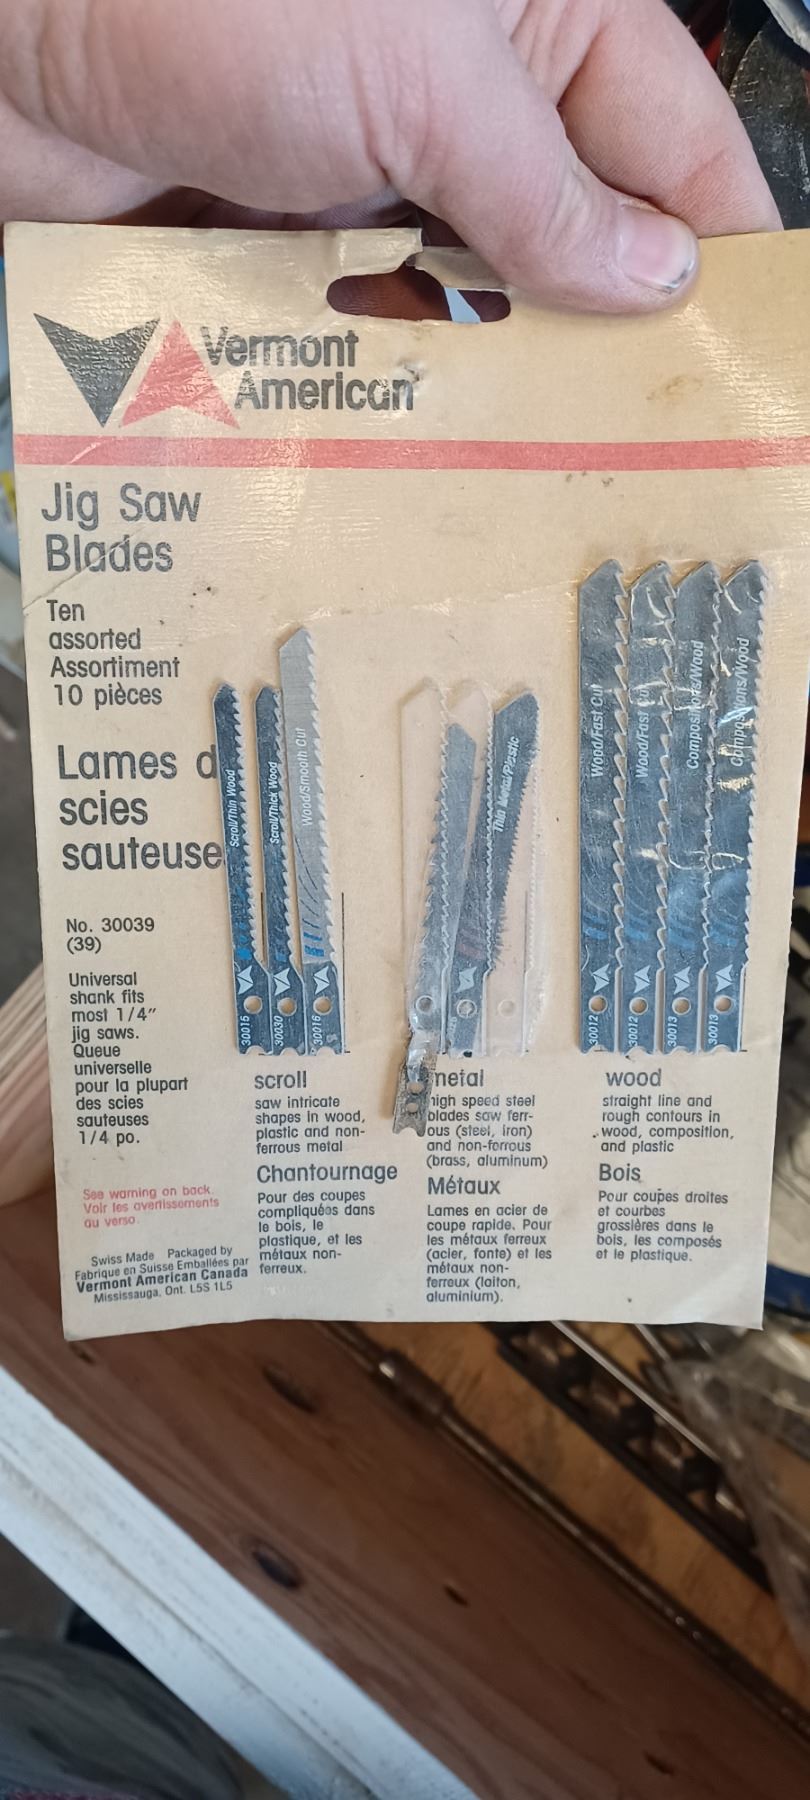 Vermont
American
Jig Saw
Blades
Ten
assorted
Assortiment
10 pièces
Lames d
scies
sauteuse
No. 30039
(39)
Universal
shank fits
most 1/4"
jig saws.
Queue
universelle
pour la plupart
des scies
sauteuses
1/4 po.
See warning on back.
Voir les avertissements
au verso.
Swiss Made Packaged by
Fabrique en Suisse Emballées par
Vermont American Canada
Mississauga, Ont. L5S 1L5
Scroll/Thin Wood
30015
Scroll/Thick Wood
30030
Wood/Smooth Cut
30016
scroll
saw intricate
shapes in wood,
plastic and non-
ferrous metal
Chantournage
Pour des coupes
compliquées dans
le bois, le
plastique, et les
métaux non-
ferreux.
Thin Metal/Plastic
metal
high speed steel
blades saw ferr-
ous (steel, iron)
and non-ferrous
(brass, aluminum)
Métaux
Lames en acier de
coupe rapide. Pour
les métaux ferreux
(acier, fonte) et les
métaux non-
ferreux (laiton,
aluminium).
Wood/Fast Cut
30012
Wood/Fast Cut
30012
Compositions/Wood
30013
Compositions/Wood
30013
wood
straight line and
rough contours in
wood, composition,
and plastic
Bois
Pour coupes droites
et courbes
grossières dans le
bois, les composés
et le plastique.